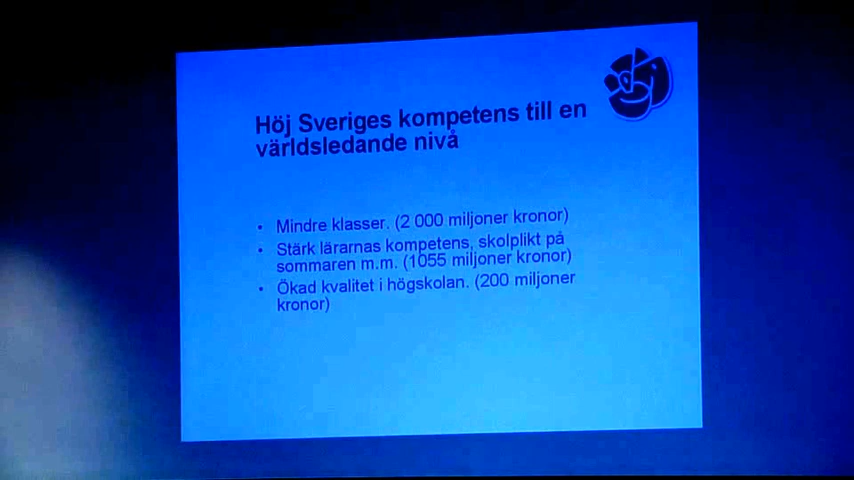 Höj Sveriges kompetens till en
världsledande nivå
• Mindre klasser. (2 000 miljoner kronor)
• Stärk lärarnas kompetens, skolplikt på
sommaren m.m. (1055 miljoner kronor)
• Ökad kvalitet i högskolan. (200 miljoner
kronor)